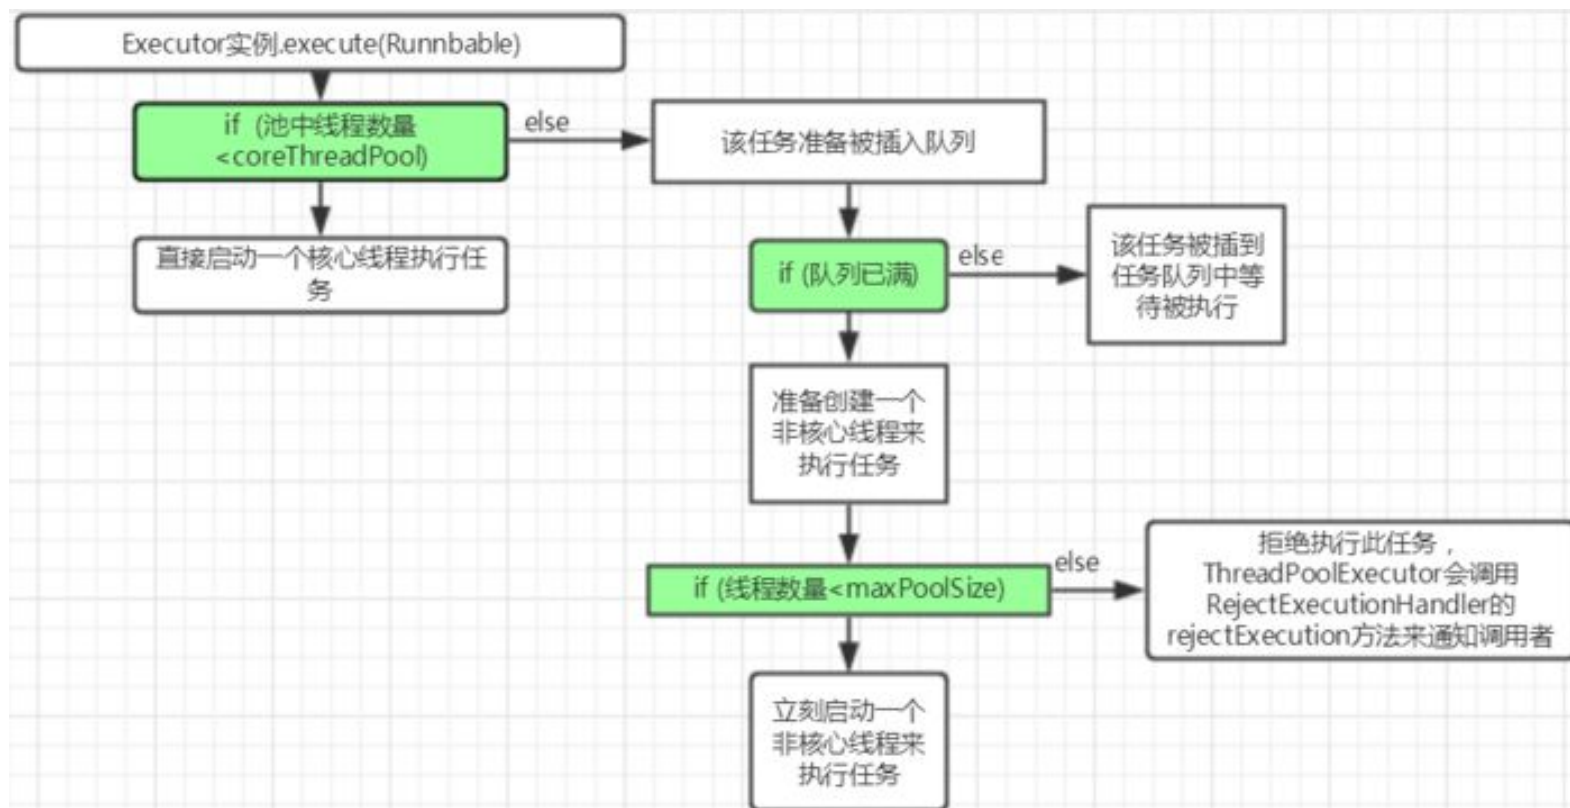 Executor实例.execute(Runnbable)
if (池中线程数量
<coreThreadPool)
else
该任务准备被插入队列
直接启动一个核心线程执行任
务
if (队列已满)
else
该任务被插到
任务队列中等
待被执行
准备创建一个
非核心线程来
执行任务
if (线程数量<maxPoolSize)
else
拒绝执行此任务，
ThreadPoolExecutor会调用
RejectExecutionHandler的
rejectExecution方法来通知调用者
立刻启动一个
非核心线程来
执行任务